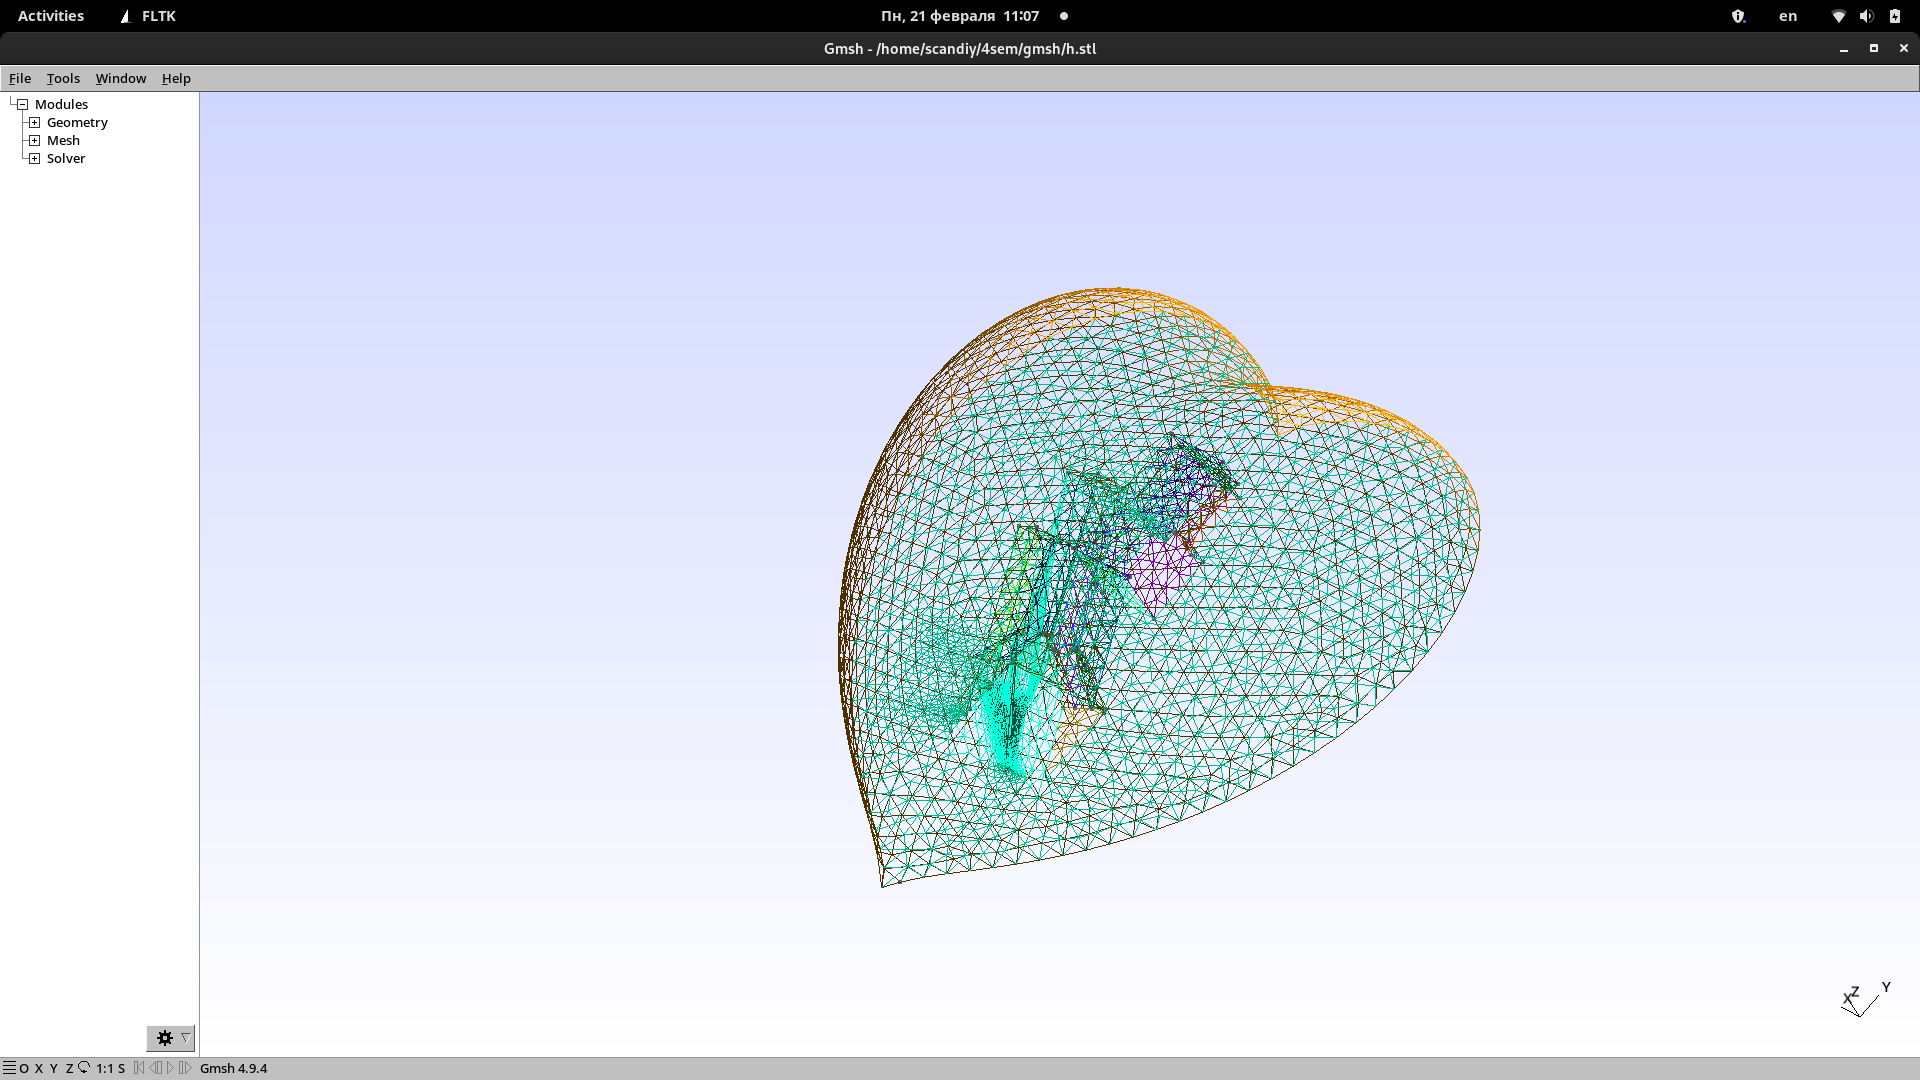 Activities FLTK Пн, 21 февраля 11:07 en
Gmsh - /home/scandiy/4sem/gmsh/h.stl
File Tools Window Help
Modules
Geometry
Mesh
Solver
X Z Y
O X Y Z 1:1 S Gmsh 4.9.4